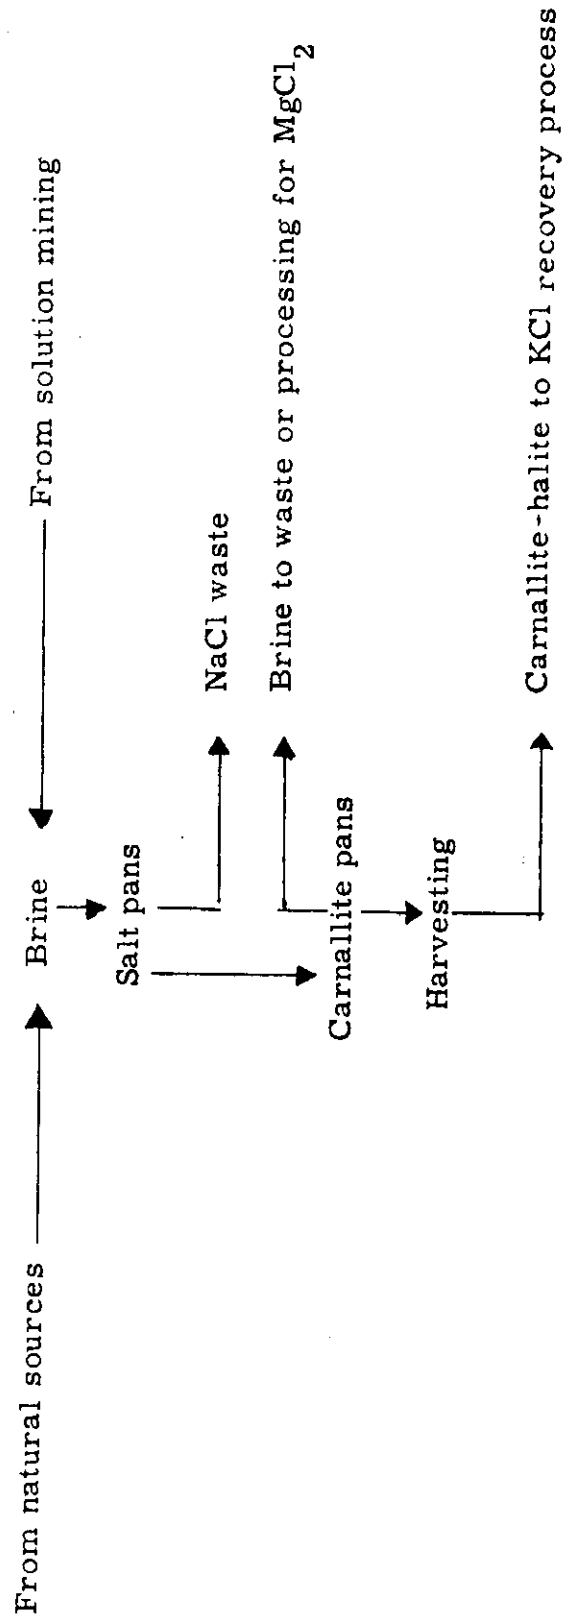 From natural sources Brine From solution mining
Salt pans
NaCl waste
Brine to waste or processing for MgCl2
Carnallite pans
Harvesting
Carnallite-halite to KCl recovery process